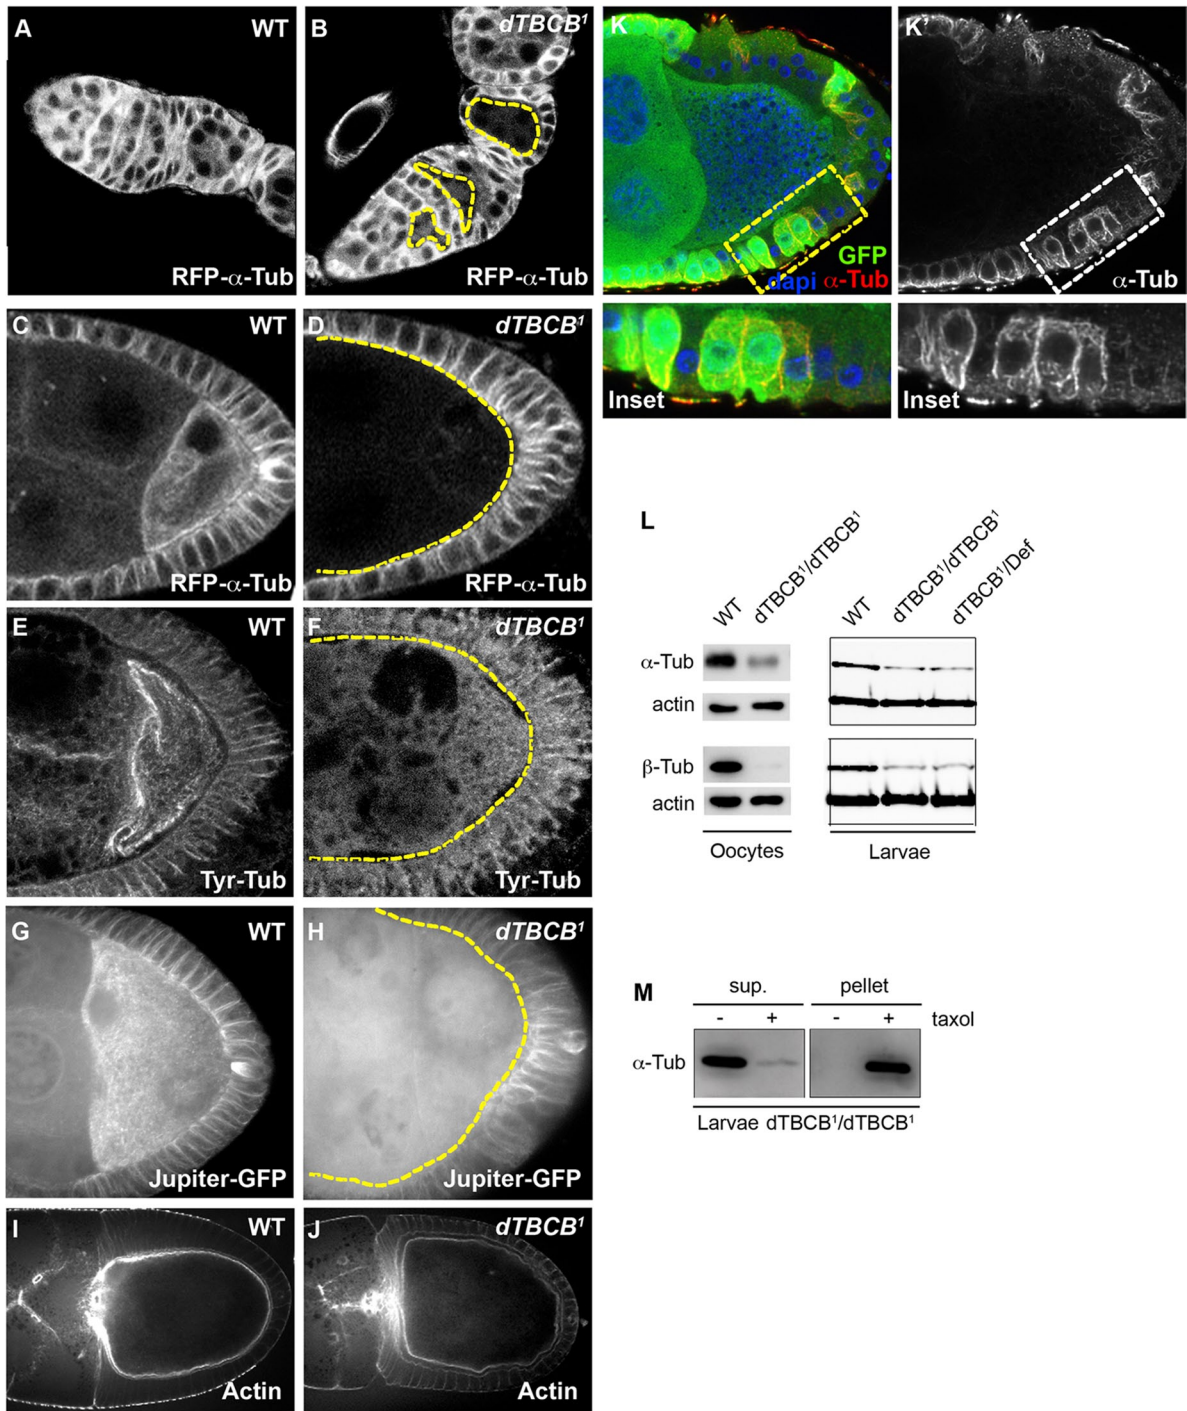 A WT
RFP-α-Tub
B dTBCB¹
RFP-α-Tub
C WT
RFP-α-Tub
D dTBCB¹
RFP-α-Tub
E WT
Tyr-Tub
F dTBCB¹
Tyr-Tub
G WT
Jupiter-GFP
H dTBCB¹
Jupiter-GFP
I WT
Actin
J dTBCB¹
Actin
K
GFP
dapi α-Tub
Inset
K'
α-Tub
Inset
L
WT dTBCB¹/dTBCB¹
WT dTBCB¹/dTBCB¹ dTBCB¹/Def
α-Tub
actin
β-Tub
actin
Oocytes Larvae
M
sup. pellet
- + - + taxol
α-Tub
Larvae dTBCB¹/dTBCB¹